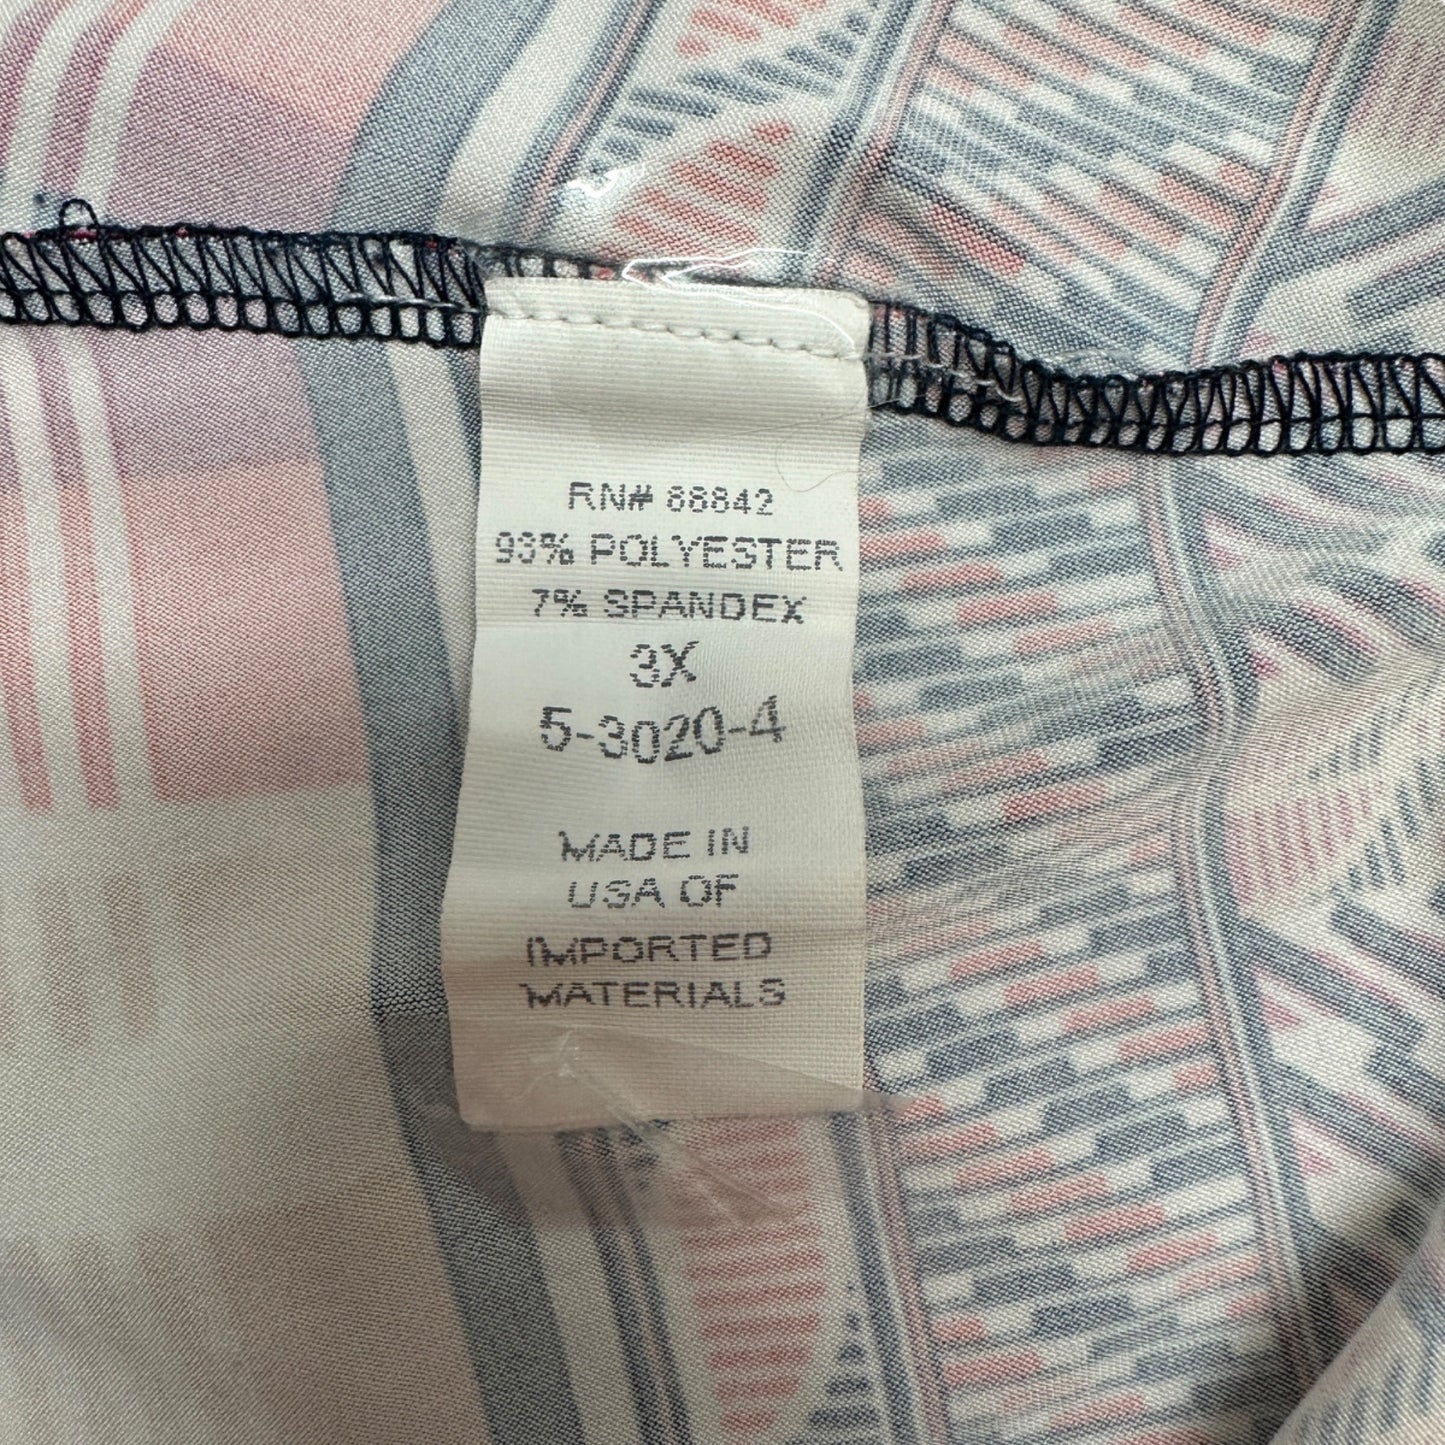 RN# 88842
93% POLYESTER
7% SPANDEX
3X
5-3020-4
MADE IN
USA OF
IMPORTED
MATERIALS